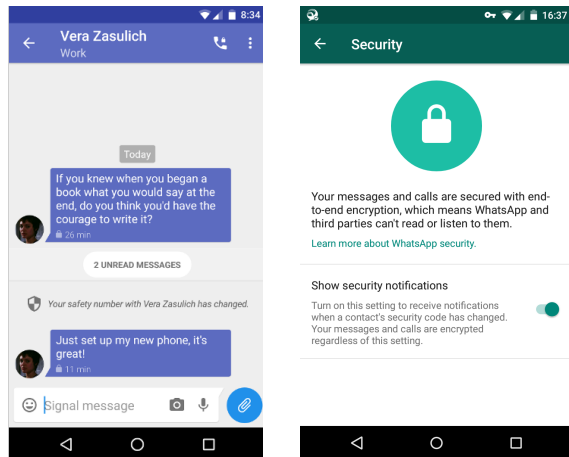 8:34
Vera Zasulich
Work
Today
If you knew when you began a
book what you would say at the
end, do you think you'd have the
courage to write it?
26 min
2 UNREAD MESSAGES
Your safety number with Vera Zasulich has changed.
Just set up my new phone, it's
great!
11 min
Signal message
16:37
Security
Your messages and calls are secured with end-
to-end encryption, which means WhatsApp and
third parties can't read or listen to them.
Learn more about WhatsApp security.
Show security notifications
Turn on this setting to receive notifications
when a contact's security code has changed.
Your messages and calls are encrypted
regardless of this setting.